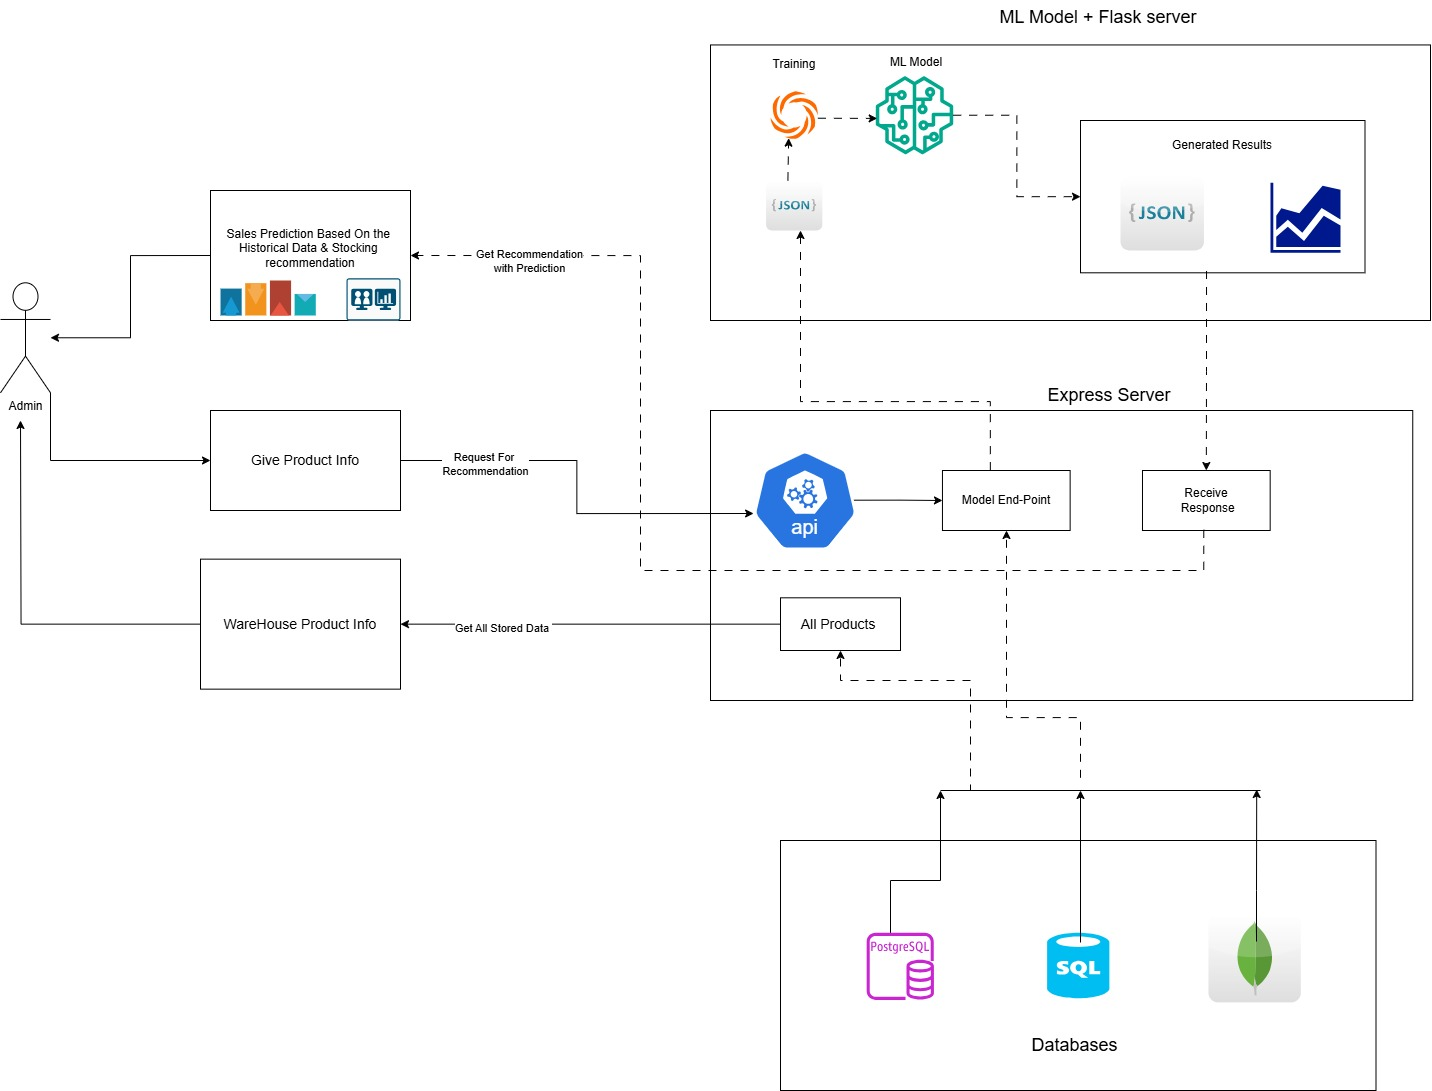 ML Model + Flask server
Training
ML Model
Generated Results
{JSON}
{JSON}
Sales Prediction Based On the
Historical Data & Stocking
recommendation
Get Recommendation
with Prediction
Admin
Express Server
Give Product Info
Request For
Recommendation
api
Model End-Point
Receive
Response
WareHouse Product Info
Get All Stored Data
All Products
PostgreSQL
SQL
Databases